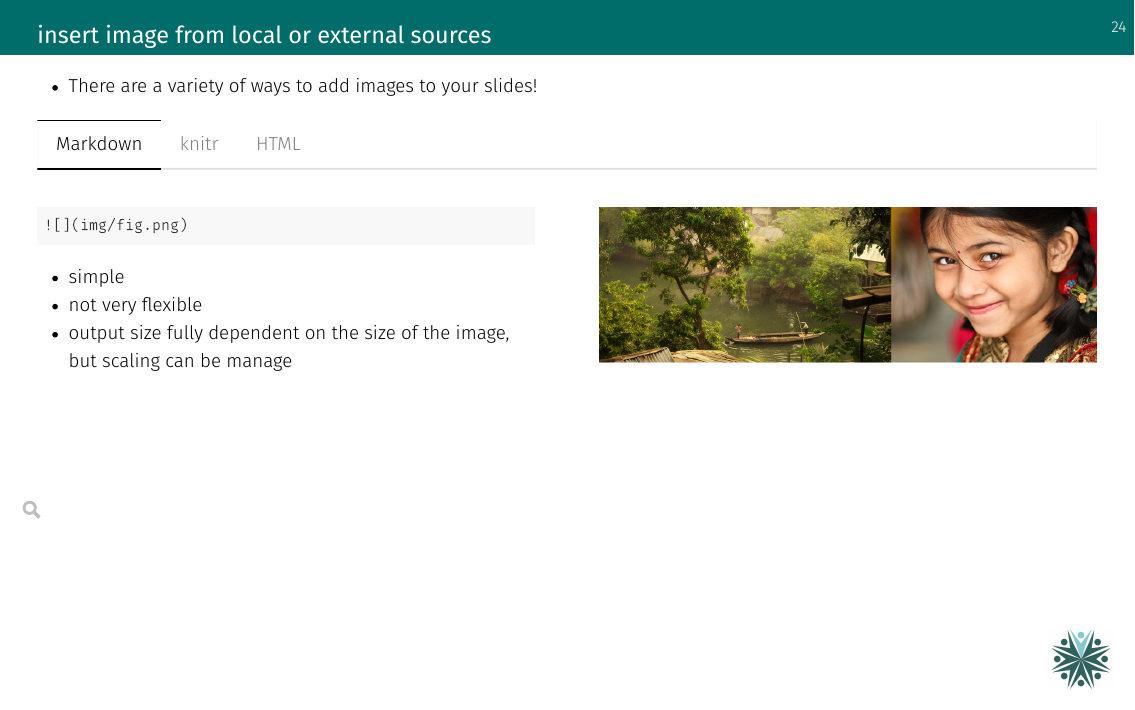 insert image from local or external sources
24
• There are a variety of ways to add images to your slides!
Markdown knitr HTML
![](img/fig.png)
• simple
• not very flexible
• output size fully dependent on the size of the image,
but scaling can be manage